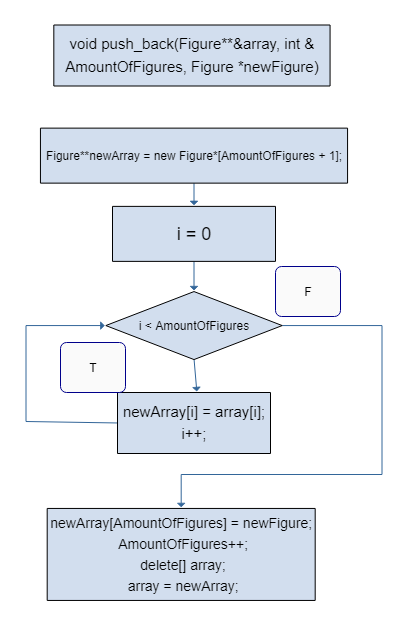 void push_back(Figure**&array, int &
AmountOfFigures, Figure *newFigure)
Figure**newArray = new Figure*[AmountOfFigures + 1];
i = 0
F
i < AmountOfFigures
T
newArray[i] = array[i];
i++;
newArray[AmountOfFigures] = newFigure;
AmountOfFigures++;
delete[] array;
array = newArray;